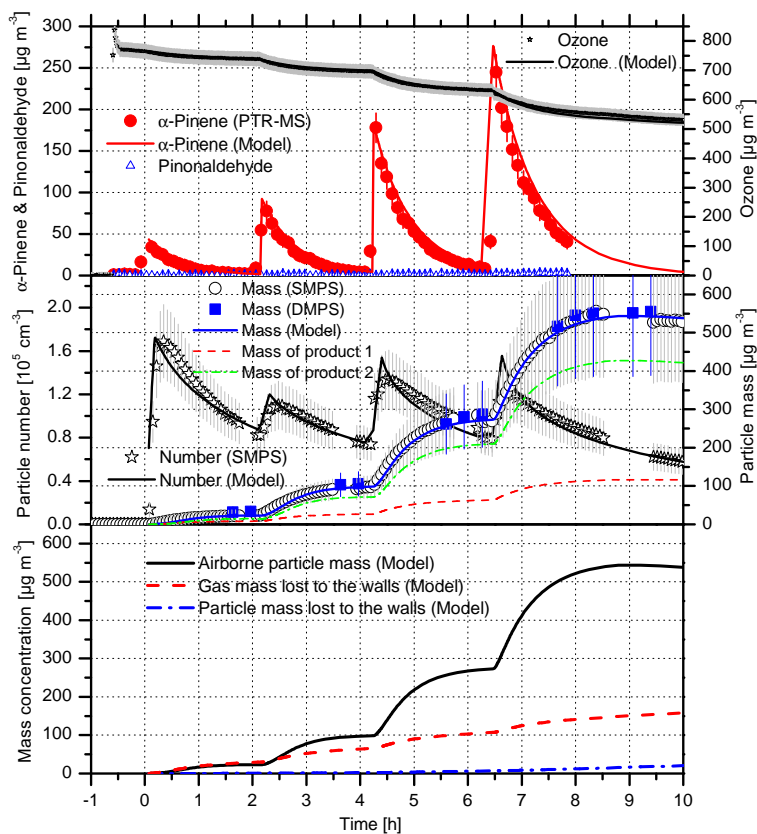 300
250
200
150
100
50
0
α-Pinene & Pinonaldehyde [µg m-3]
Ozone
Ozone (Model)
α-Pinene (PTR-MS)
α-Pinene (Model)
Pinonaldehyde
800
700
600
500
400
300
200
100
0
Ozone [µg m-3]
2.0
1.6
1.2
0.8
0.4
0.0
Particle number [10^5 cm-3]
Mass (SMPS)
Mass (DMPS)
Mass (Model)
Mass of product 1
Mass of product 2
Number (SMPS)
Number (Model)
600
500
400
300
200
100
0
Particle mass [µg m-3]
600
500
400
300
200
100
0
Mass concentration [µg m-3]
Airborne particle mass (Model)
Gas mass lost to the walls (Model)
Particle mass lost to the walls (Model)
-1 0 1 2 3 4 5 6 7 8 9 10
Time [h]